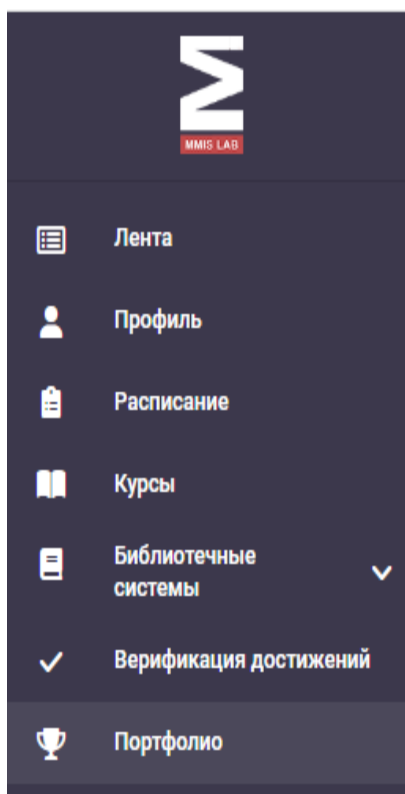 MMIS LAB
Лента
Профиль
Расписание
Курсы
Библиотечные
системы
Верификация достижений
Портфолио